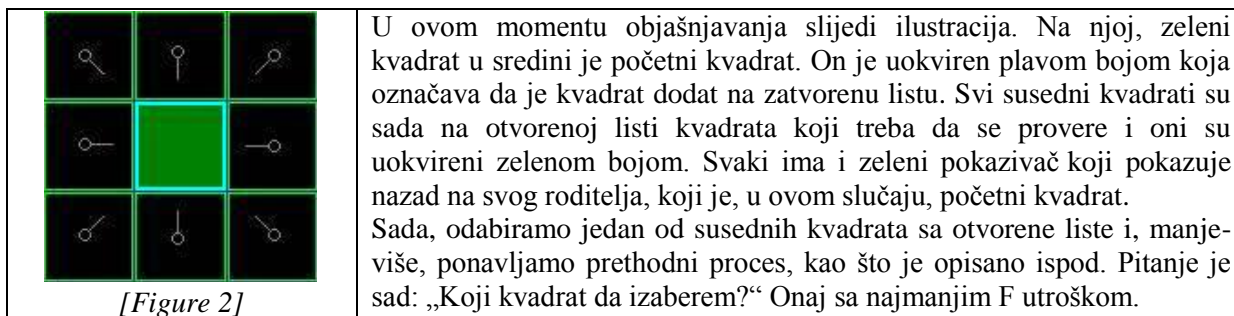 [Figure 2]
U ovom momentu objašnjavanja slijedi ilustracija. Na njoj, zeleni
kvadrat u sredini je početni kvadrat. On je uokviren plavom bojom koja
označava da je kvadrat dodat na zatvorenu listu. Svi susedni kvadrati su
sada na otvorenoj listi kvadrata koji treba da se provere i oni su
uokvireni zelenom bojom. Svaki ima i zeleni pokazivač koji pokazuje
nazad na svog roditelja, koji je, u ovom slučaju, početni kvadrat.
Sada, odabiramo jedan od susednih kvadrata sa otvorene liste i, manje-
više, ponavljamo prethodni proces, kao što je opisano ispod. Pitanje je
sad: „Koji kvadrat da izaberem?“ Onaj sa najmanjim F utroškom.